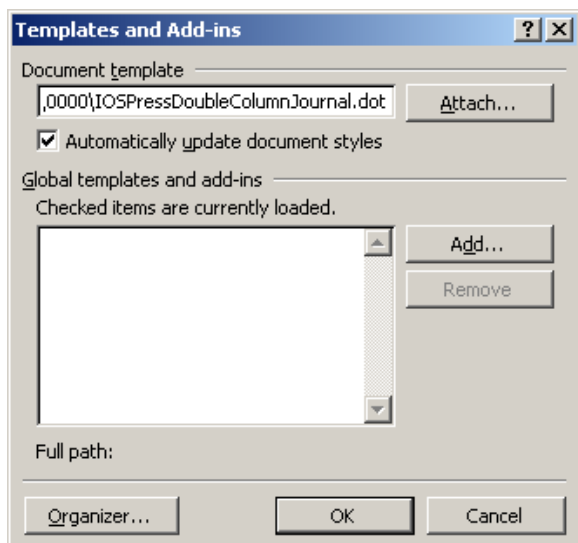 Templates and Add-ins
Document template
,0000\IOSPressDoubleColumnJournal.dot
Attach...
Automatically update document styles
Global templates and add-ins
Checked items are currently loaded.
Add...
Remove
Full path:
Organizer...
OK
Cancel